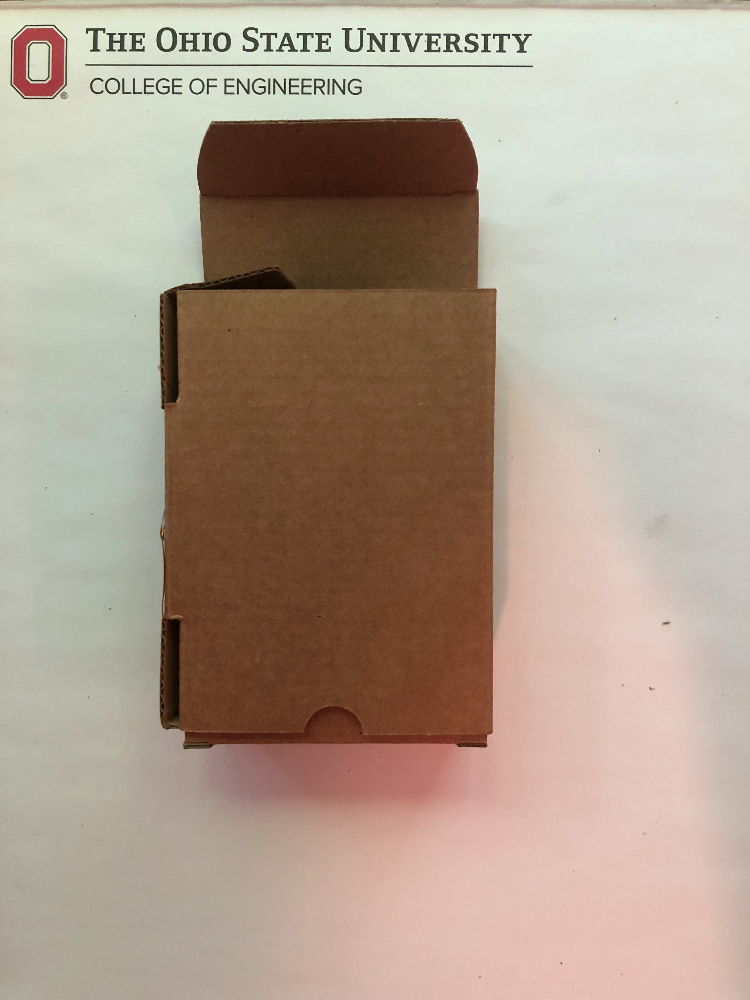 THE OHIO STATE UNIVERSITY
COLLEGE OF ENGINEERING
®